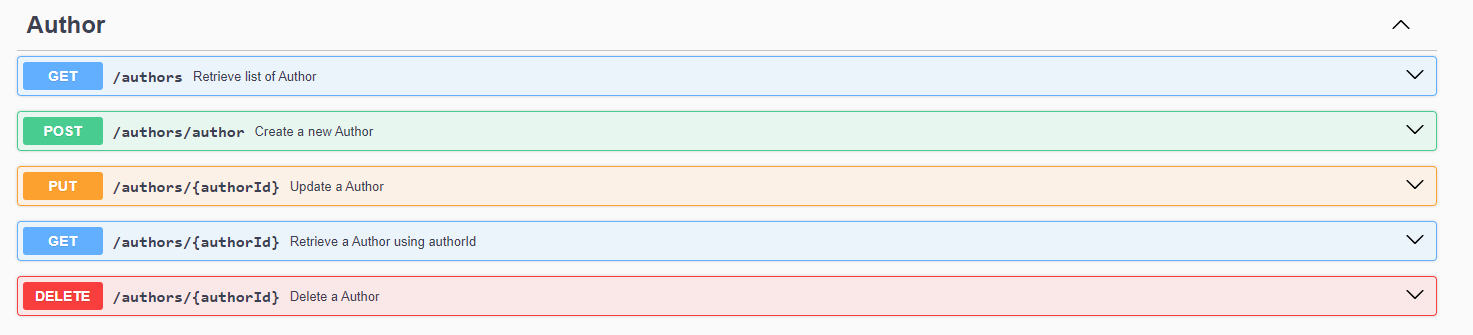 Author
GET /authors Retrieve list of Author
POST /authors/author Create a new Author
PUT /authors/{authorId} Update a Author
GET /authors/{authorId} Retrieve a Author using authorId
DELETE /authors/{authorId} Delete a Author